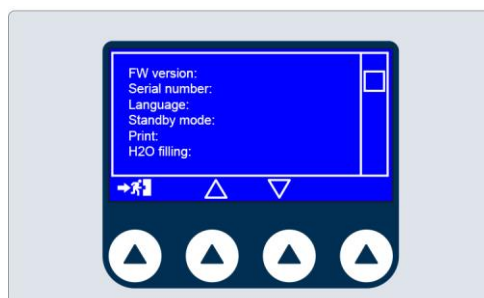 FW version:
Serial number:
Language:
Standby mode:
Print:
H2O filling: